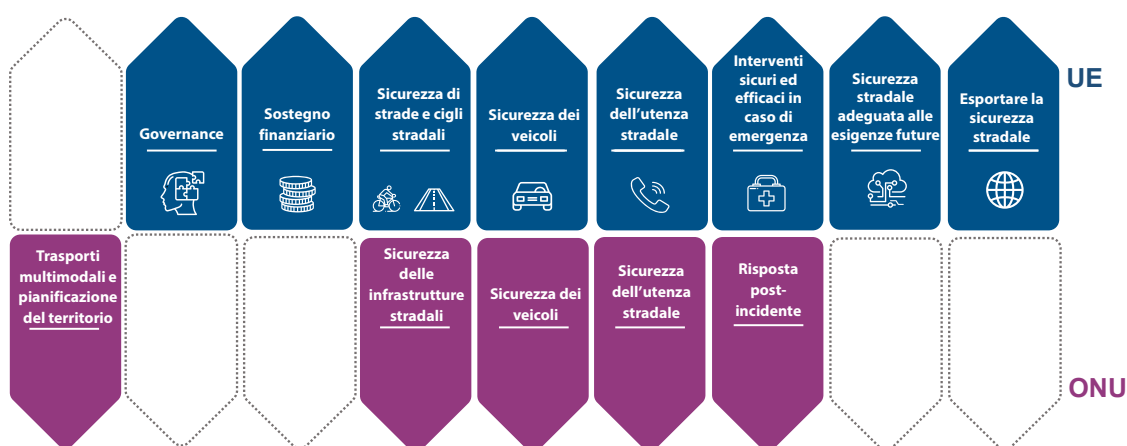 Governance
Sostegno
finanziario
Sicurezza di
strade e cigli
stradali
Sicurezza dei
veicoli
Sicurezza
dell'utenza
stradale
Interventi
sicuri ed
efficaci in
caso di
emergenza
Sicurezza
stradale
adeguata alle
esigenze future
Esportare la
sicurezza
stradale
UE
Trasporti
multimodali e
pianificazione
del territorio
Sicurezza
delle
infrastrutture
stradali
Sicurezza dei
veicoli
Sicurezza
dell'utenza
stradale
Risposta
post-
incidente
ONU